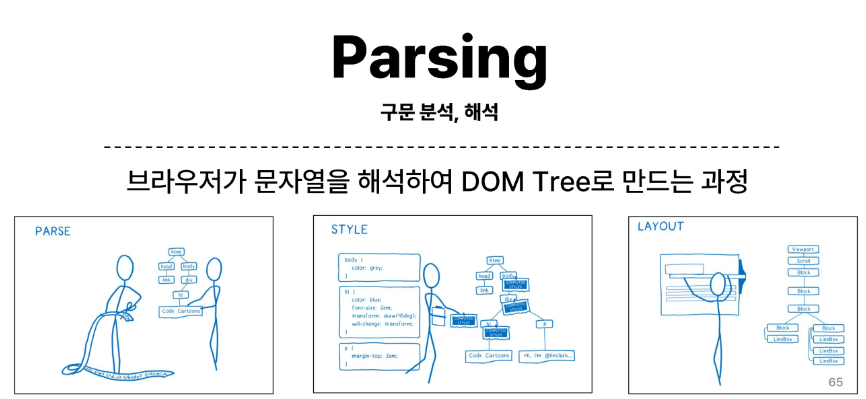 Parsing
구문 분석, 해석
브라우저가 문자열을 해석하여 DOM Tree로 만드는 과정
PARSE
html
head body
link div
h1
Code Cartoons
STYLE
body {
color: grey;
}
h1 {
color: blue;
font-size: 2em;
transform: skew(15deg);
will-change: transform;
}
p {
margin-top: 2em;
}
html
head body
link div
h1 p
Code Cartoons Hi, I'm @linclark...
LAYOUT
Viewport
Scroll
Block
Block
Block
Block Block
LineBox LineBox
LineBox
LineBox
65